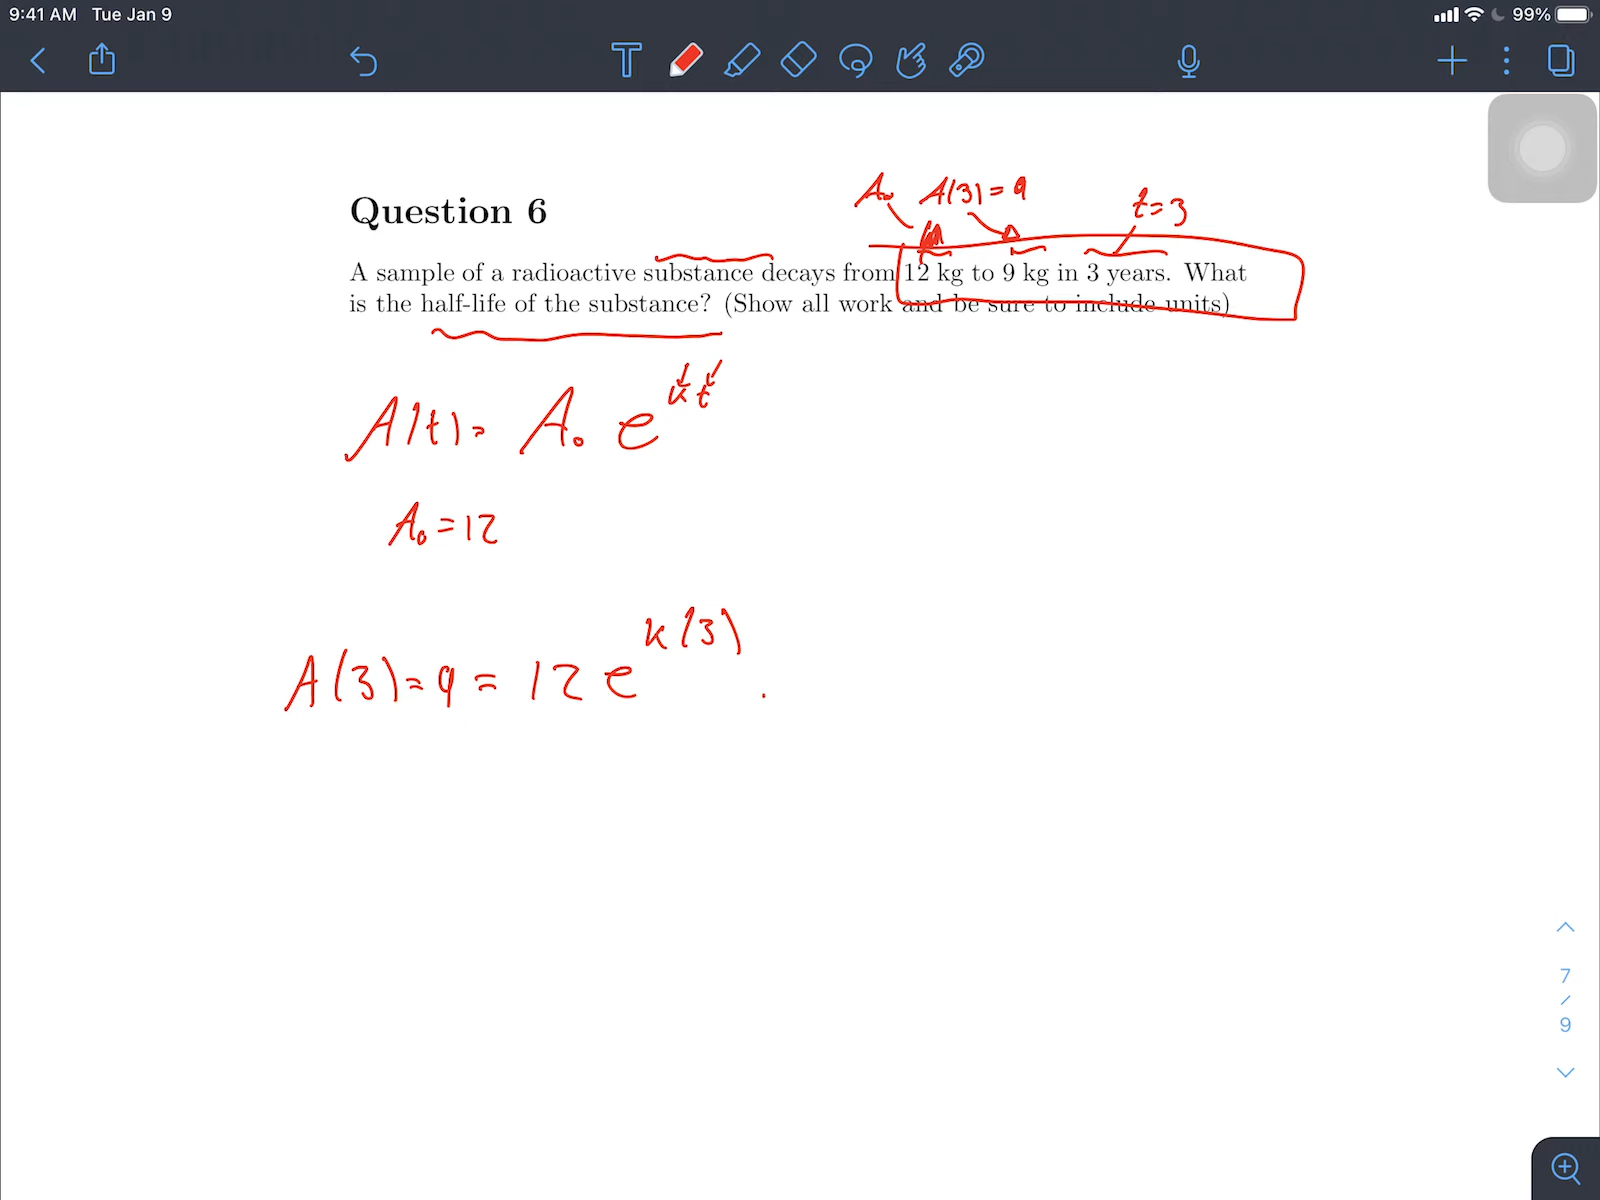 9:41 AM Tue Jan 9 99%
A₀ A(3)=9 t=3
Question 6
A sample of a radioactive substance decays from 12 kg to 9 kg in 3 years. What
is the half-life of the substance? (Show all work and be sure to include units)
A(t)= A₀ e^kt
A₀=12
A(3)=9=12e^k(3)
7
/
9